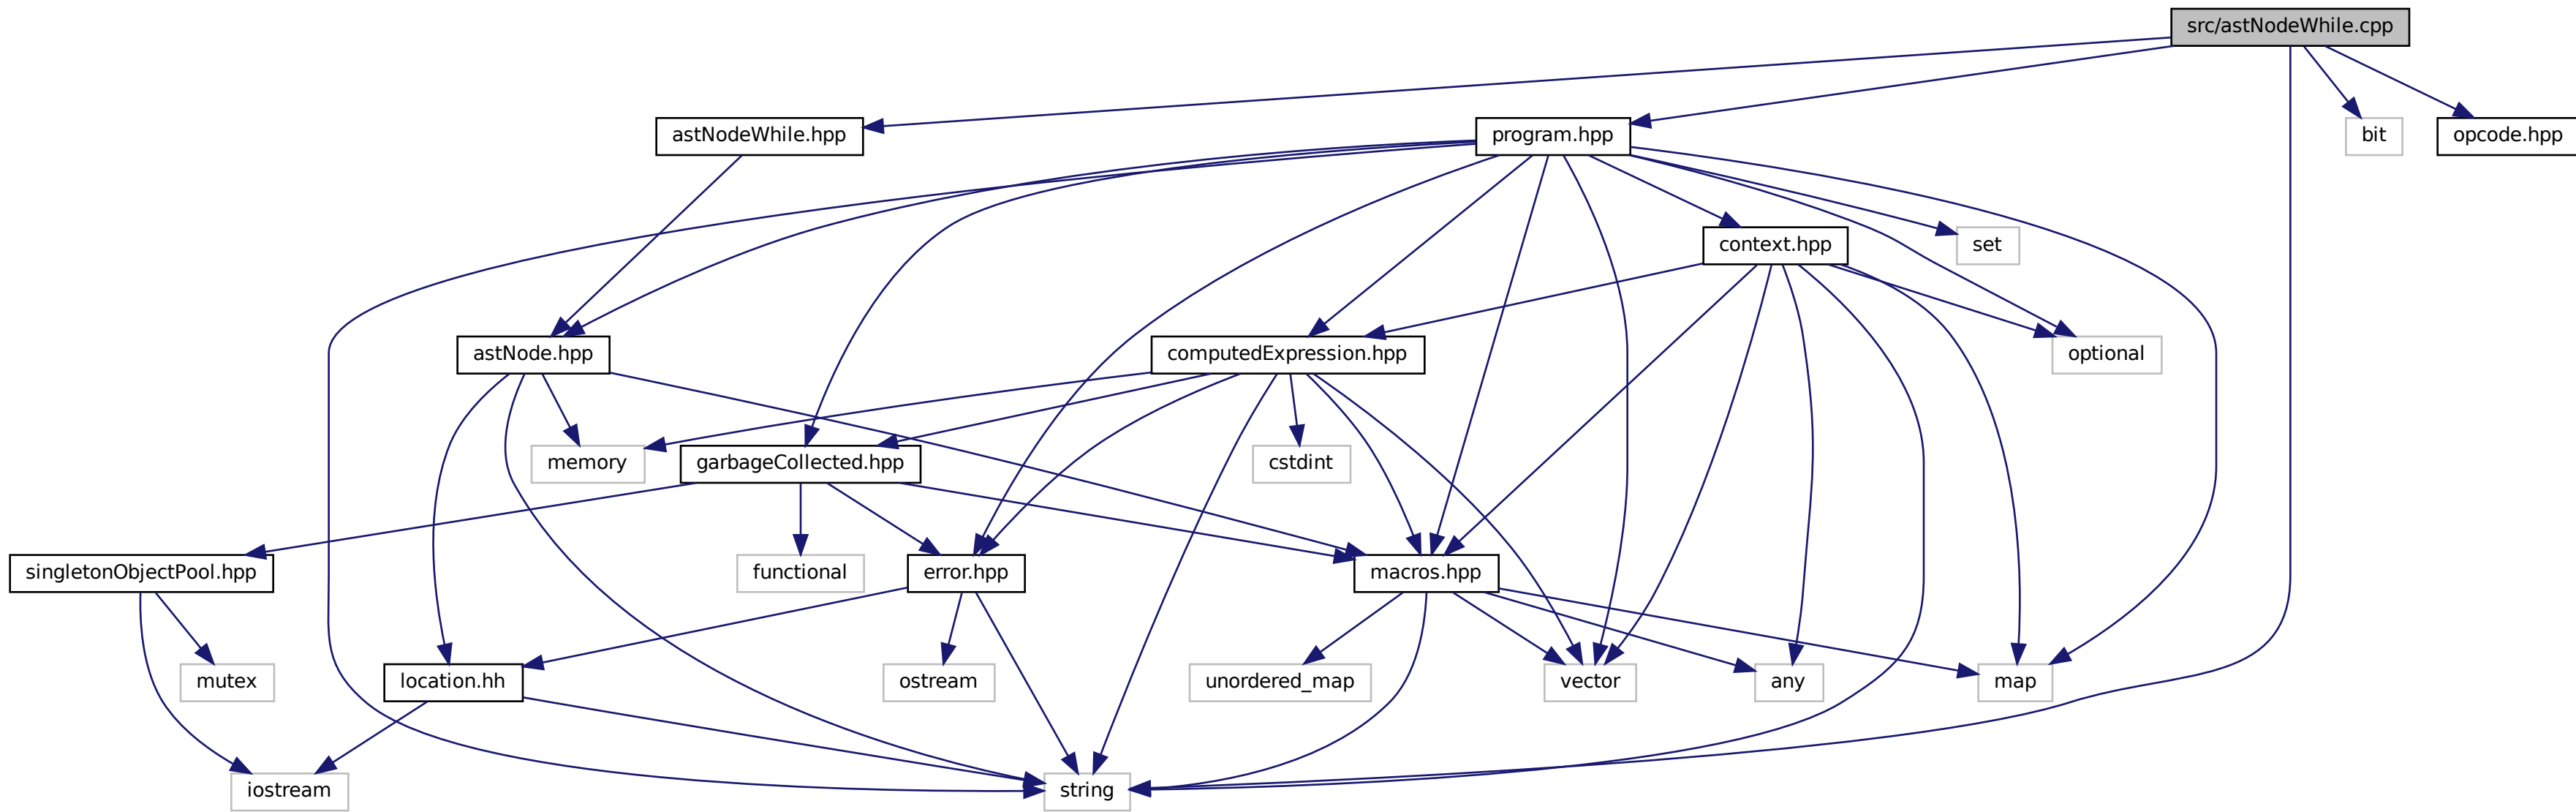 src/astNodeWhile.cpp
astNodeWhile.hpp
program.hpp
bit
opcode.hpp
context.hpp
set
astNode.hpp
computedExpression.hpp
optional
memory
garbageCollected.hpp
cstdint
singletonObjectPool.hpp
functional
error.hpp
macros.hpp
mutex
location.hh
ostream
unordered_map
vector
any
map
iostream
string